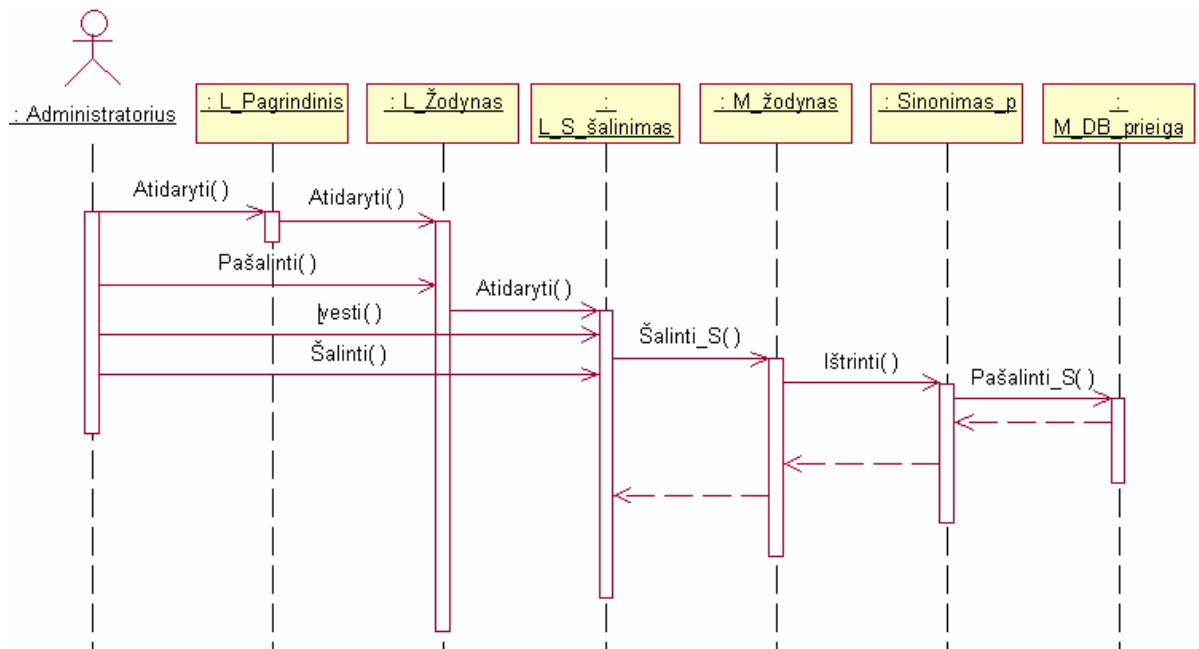 : Administratorius
: L_Pagrindinis
: L_Žodynas
:
L_S_šalinimas
: M_žodynas
: Sinonimas_p
:
M_DB_prieiga
Atidaryti( )
Atidaryti( )
Pašalinti( )
Atidaryti( )
Įvesti( )
Šalinti_S( )
Šalinti( )
Ištrinti( )
Pašalinti_S( )